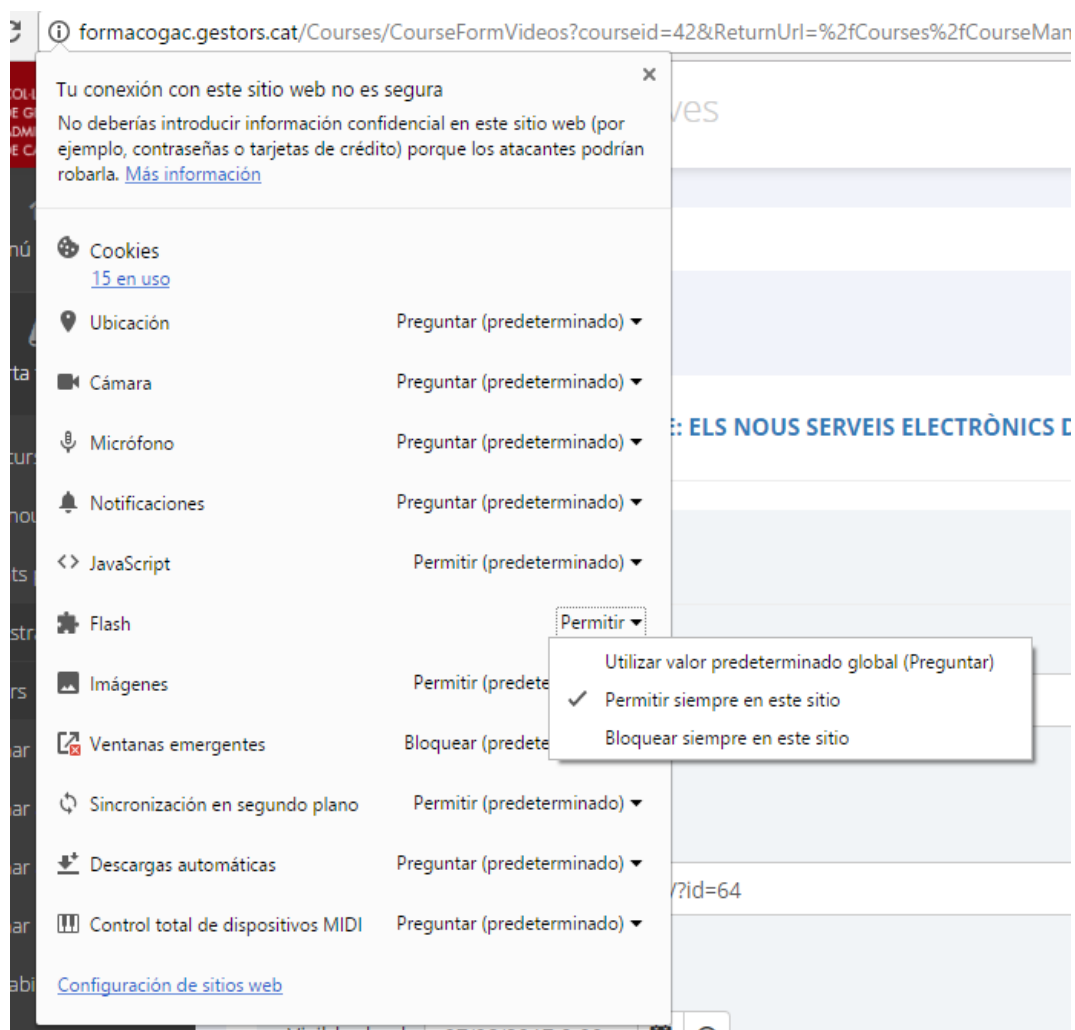 formacogac.gestors.cat/Courses/CourseFormVideos?courseid=42&ReturnUrl=%2fCourses%2fCourseMan
Tu conexión con este sitio web no es segura
No deberías introducir información confidencial en este sitio web (por
ejemplo, contraseñas o tarjetas de crédito) porque los atacantes podrían
robarla. Más información
Cookies
15 en uso
Ubicación Preguntar (predeterminado)
Cámara Preguntar (predeterminado)
Micrófono Preguntar (predeterminado)
Notificaciones Preguntar (predeterminado)
JavaScript Permitir (predeterminado)
Flash Permitir
Utilizar valor predeterminado global (Preguntar)
Permitir siempre en este sitio
Bloquear siempre en este sitio
Imágenes Permitir (predete
Ventanas emergentes Bloquear (predete
Sincronización en segundo plano Permitir (predeterminado)
Descargas automáticas Preguntar (predeterminado)
Control total de dispositivos MIDI Preguntar (predeterminado)
Configuración de sitios web
ELS NOUS SERVEIS ELECTRÒNICS D
/?id=64